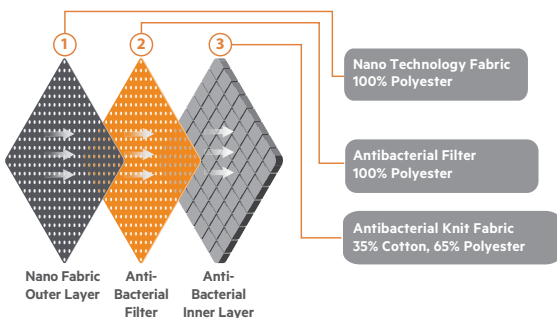 1
2
3
Nano Technology Fabric
100% Polyester
Antibacterial Filter
100% Polyester
Antibacterial Knit Fabric
35% Cotton, 65% Polyester
Nano Fabric
Outer Layer
Anti-
Bacterial
Filter
Anti-
Bacterial
Inner Layer